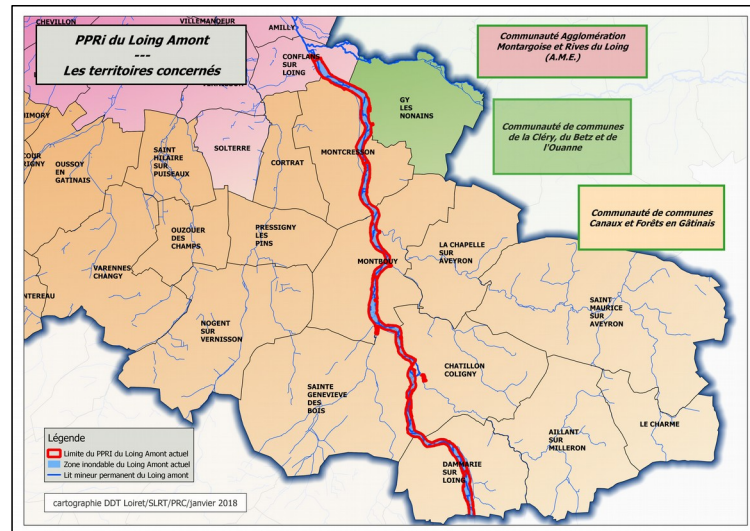 PPRi du Loing Amont
---
Les territoires concernés
CHEVILLON
VILLEMANDEUR
AMILLY
CONFLANS
SUR
LOING
Communauté Agglomération
Montargoise et Rives du Loing
(A.M.E.)
GY
LES
NONAINS
Communauté de communes
de la Cléry, du Betz et de
l'Ouanne
Communauté de communes
Canaux et Forêts en Gâtinais
SOLTERRE
MONTCRESSON
CORTRAT
SAINT
HILAIRE
SUR
PUISEAUX
OUSSOY
EN
GATINAIS
OUZOUER
DES
CHAMPS
PRESSIGNY
LES
PINS
VARENNES
CHANGY
MONTBOUY
LA CHAPELLE
SUR
AVEYRON
SAINT
MAURICE
SUR
AVEYRON
NOGENT
SUR
VERNISSON
CHATILLON
COLIGNY
SAINTE
GENEVIEVE
DES
BOIS
LE CHARME
AILLANT
SUR
MILLERON
DAMMARIE
SUR
LOING
Légende
Limite du PPRI du Loing Amont actuel
Zone inondable du Loing Amont actuel
Lit mineur permanent du Loing amont
cartographie DDT Loiret/SLRT/PRC/janvier 2018